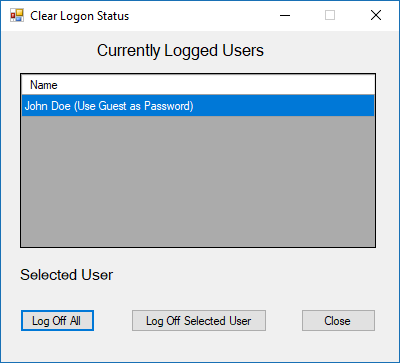 Clear Logon Status
Currently Logged Users
Name
John Doe (Use Guest as Password)
Selected User
Log Off All
Log Off Selected User
Close